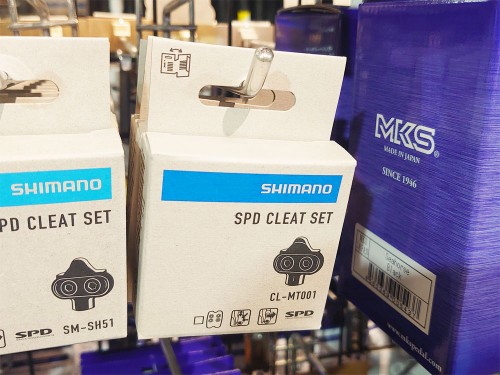 SHIMANO
PD CLEAT SET
SPD
SM-SH51
SHIMANO
SPD CLEAT SET
CL-MT001
SPD
MKS®
MADE IN JAPAN
SINCE 1946